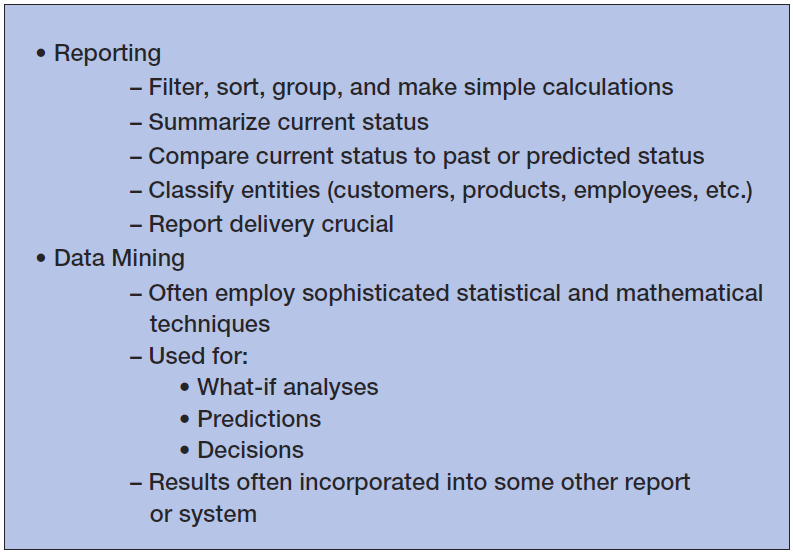 • Reporting
– Filter, sort, group, and make simple calculations
– Summarize current status
– Compare current status to past or predicted status
– Classify entities (customers, products, employees, etc.)
– Report delivery crucial
• Data Mining
– Often employ sophisticated statistical and mathematical
techniques
– Used for:
• What-if analyses
• Predictions
• Decisions
– Results often incorporated into some other report
or system